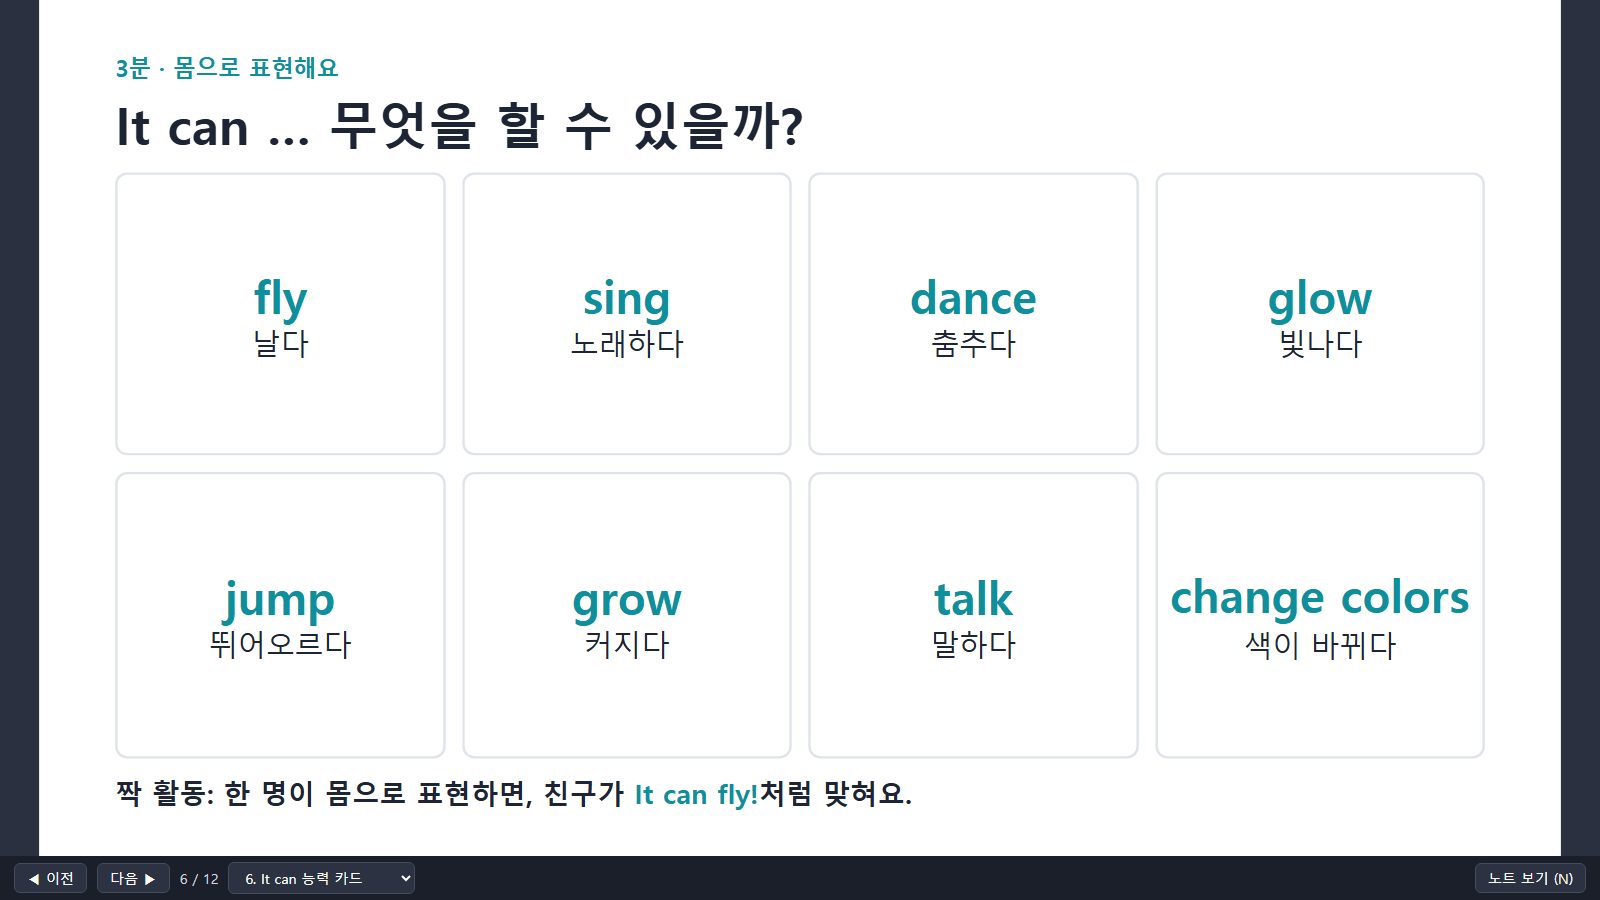 3분 · 몸으로 표현해요
It can ... 무엇을 할 수 있을까?
fly
날다
sing
노래하다
dance
춤추다
glow
빛나다
jump
뛰어오르다
grow
커지다
talk
말하다
change colors
색이 바뀌다
짝 활동: 한 명이 몸으로 표현하면, 친구가 It can fly!처럼 맞혀요.
◀ 이전
다음 ▶
6 / 12
6. It can 능력 카드
노트 보기 (N)